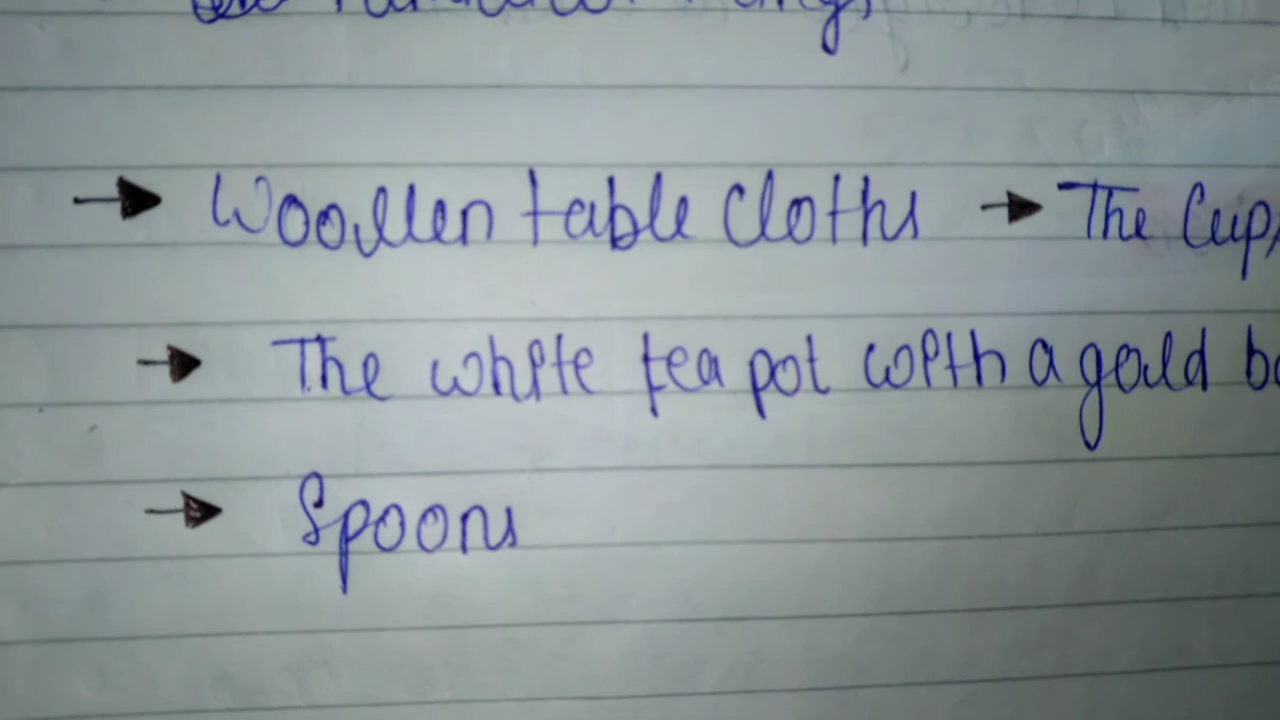 → Woollen table cloths → The Cup
→ The white tea pot with a gold
→ Spoons